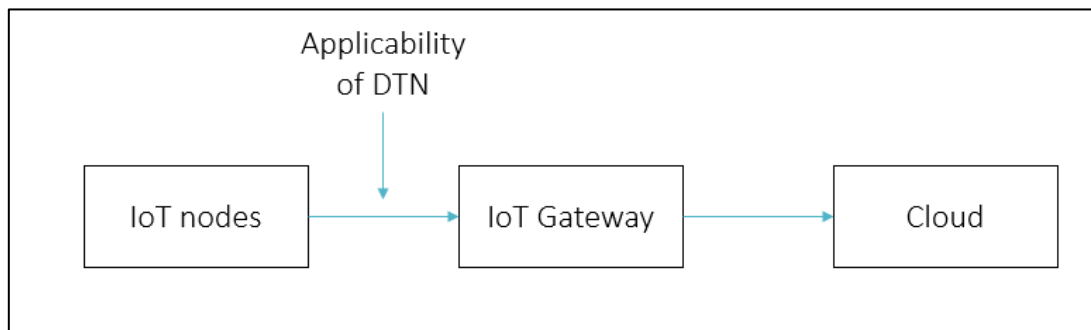 Applicability
of DTN
IoT nodes
IoT Gateway
Cloud